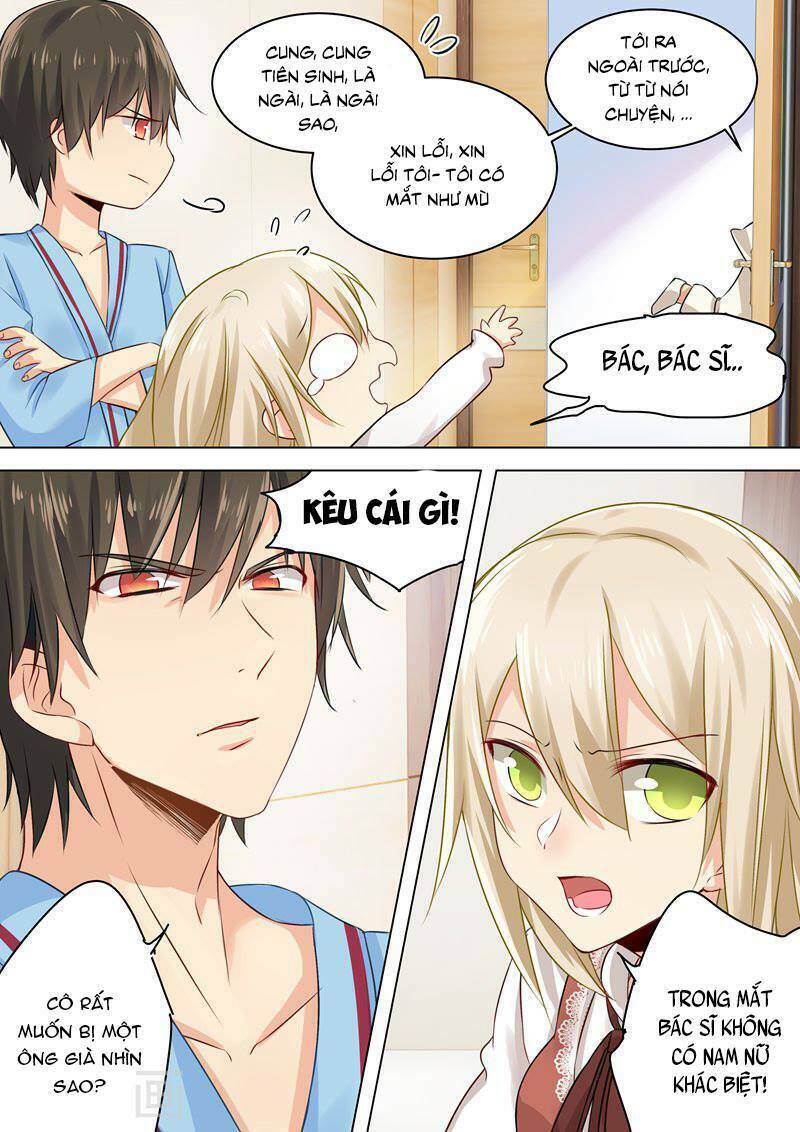 CUNG, CUNG
TIÊN SINH, LÀ
NGÀI, LÀ NGÀI
SAO,
XIN LỖI, XIN
LỖI TÔI- TÔI CÓ
MẮT NHƯ MÙ
TÔI RA
NGOÀI TRƯỚC,
TỪ TỪ NÓI
CHUYỆN, ...
BÁC, BÁC SĨ..
KÊU CÁI GÌ!
CÔ RẤT
MUỐN BỊ MỘT
ÔNG GIÀ NHÌN
SAO?
TRONG MẮT
BÁC SĨ KHÔNG
CÓ NAM NỮ
KHÁC BIỆT!